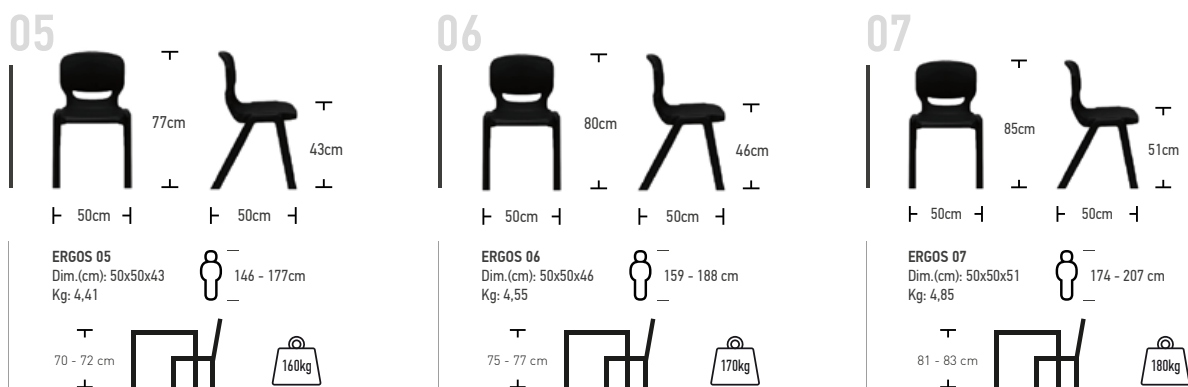 05
77cm
43cm
50cm
50cm
ERGOS 05
Dim.(cm): 50x50x43
Kg: 4,41
146 - 177cm
70 - 72 cm
160kg
06
80cm
46cm
50cm
50cm
ERGOS 06
Dim.(cm): 50x50x46
Kg: 4,55
159 - 188 cm
75 - 77 cm
170kg
07
85cm
51cm
50cm
50cm
ERGOS 07
Dim.(cm): 50x50x51
Kg: 4,85
174 - 207 cm
81 - 83 cm
180kg